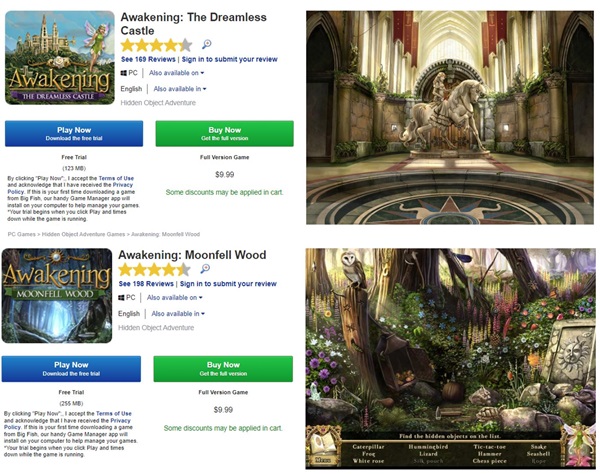 Awakening
THE DREAMLESS CASTLE
Awakening: The Dreamless
Castle
See 169 Reviews | Sign in to submit your review
PC | Also available on
English | Also available in
Hidden Object Adventure
Play Now
Download the free trial
Buy Now
Get the full version
Free Trial
(123 MB)
By clicking "Play Now"., I accept the Terms of Use
and acknowledge that I have received the Privacy
Policy. If this is your first time downloading a game
from Big Fish, our handy Game Manager app will
install on your computer to help manage your games.
*Your trial begins when you click Play and times
down while the game is running.
Full Version Game
$9.99
Some discounts may be applied in cart.
PC Games > Hidden Object Adventure Games > Awakening: Moonfell Wood
Awakening
MOONFELL WOOD
Awakening: Moonfell Wood
See 198 Reviews | Sign in to submit your review
PC | Also available on
English | Also available in
Hidden Object Adventure
Play Now
Download the free trial
Buy Now
Get the full version
Free Trial
(255 MB)
By clicking "Play Now"., I accept the Terms of Use
and acknowledge that I have received the Privacy
Policy. If this is your first time downloading a game
from Big Fish, our handy Game Manager app will
install on your computer to help manage your games.
*Your trial begins when you click Play and times
down while the game is running.
Full Version Game
$9.99
Some discounts may be applied in cart.
Find the hidden objects on the list.
Caterpillar Hummingbird Tic-tac-toe Snake
Frog Lizard Hammer Seashell
White rose Silk pouch Chess piece Rope
Menu